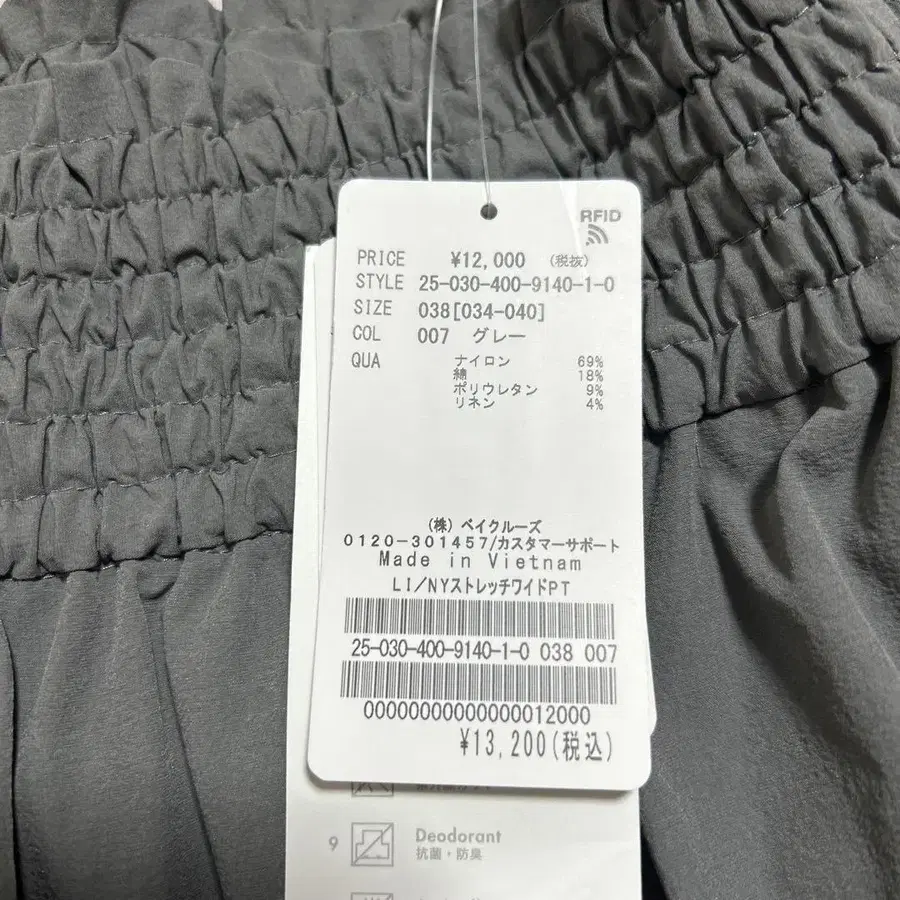 RFID
PRICE ¥12,000 (税抜)
STYLE 25-030-400-9140-1-0
SIZE 038[034-040]
COL 007 グレー
QUA ナイロン 69%
綿 18%
ポリウレタン 9%
リネン 4%
(株) ベイクルーズ
0120-301457/カスタマーサポート
Made in Vietnam
LI/NYストレッチワイドPT
25-030-400-9140-1-0 038 007
00000000000000012000
¥13,200(税込)
9 Deodorant
抗菌・防臭